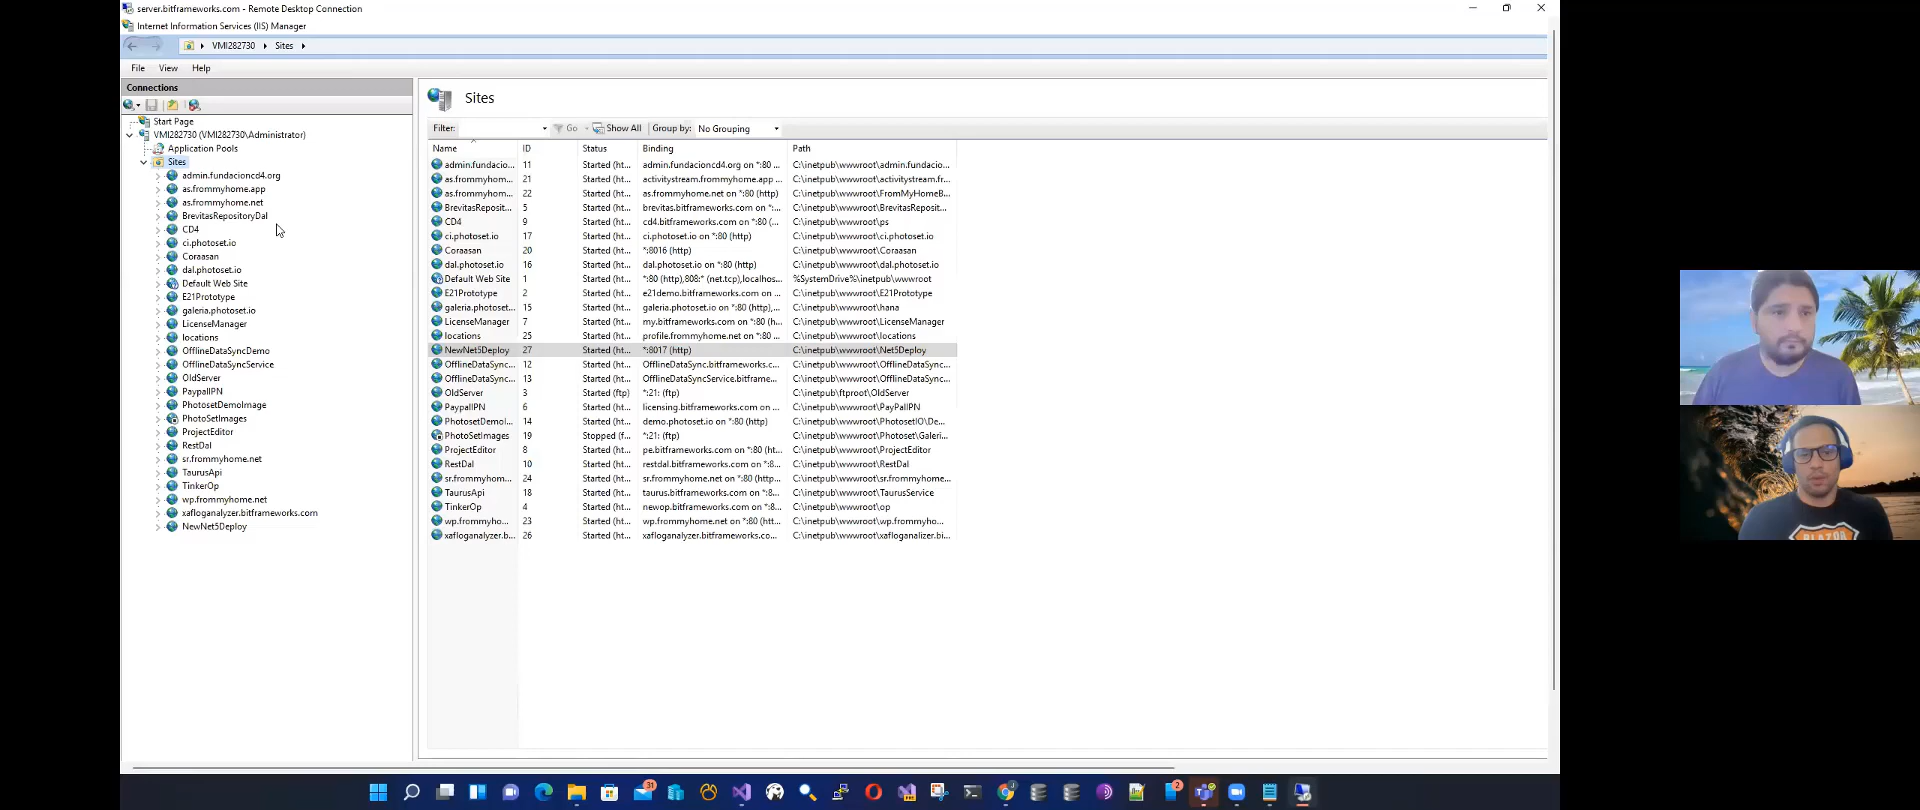 server.bitframeworks.com - Remote Desktop Connection
Internet Information Services (IIS) Manager
VMI282730 Sites
File View Help
Connections
Start Page
VMI282730 (VMI282730\Administrator)
Application Pools
Sites
admin.fundacioncd4.org
as.frommyhome.app
as.frommyhome.net
BrevitasRepositoryDal
CD4
ci.photoset.io
Coraasan
dal.photoset.io
Default Web Site
E21Prototype
galeria.photoset.io
LicenseManager
locations
OfflineDataSyncDemo
OfflineDataSyncService
OldServer
PaypalIPN
PhotosetDemoImage
PhotoSetImages
ProjectEditor
RestDal
sr.frommyhome.net
TaurusApi
TinkerOp
wp.frommyhome.net
xafloganalyzer.bitframeworks.com
NewNet5Deploy
Sites
Filter: Go Show All Group by: No Grouping
Name ID Status Binding Path
admin.fundacio... 11 Started (ht... admin.fundacioncd4.org on *:80 ... C:\inetpub\wwwroot\admin.fundacio...
as.frommyhom... 21 Started (ht... activitystream.frommyhome.app ... C:\inetpub\wwwroot\activitystream.fr...
as.frommyhom... 22 Started (ht... as.frommyhome.net on *:80 (http) C:\inetpub\wwwroot\FromMyHomeB...
BrevitasReposit... 5 Started (ht... brevitas.bitframeworks.com on *:... C:\inetpub\wwwroot\BrevitasReposit...
CD4 9 Started (ht... cd4.bitframeworks.com on *:80 (... C:\inetpub\wwwroot\ps
ci.photoset.io 17 Started (ht... ci.photoset.io on *:80 (http) C:\inetpub\wwwroot\ci.photoset.io
Coraasan 20 Started (ht... *:8016 (http) C:\inetpub\wwwroot\Coraasan
dal.photoset.io 16 Started (ht... dal.photoset.io on *:80 (http) C:\inetpub\wwwroot\dal.photoset.io
Default Web Site 1 Started (ht... *:80 (http),808:* (net.tcp),localhos... %SystemDrive%\inetpub\wwwroot
E21Prototype 2 Started (ht... e21demo.bitframeworks.com on ... C:\inetpub\wwwroot\E21Prototype
galeria.photoset... 15 Started (ht... galeria.photoset.io on *:80 (http),... C:\inetpub\wwwroot\hana
LicenseManager 7 Started (ht... my.bitframeworks.com on *:80 (h... C:\inetpub\wwwroot\LicenseManager
locations 25 Started (ht... profile.frommyhome.net on *:80 ... C:\inetpub\wwwroot\locations
NewNet5Deploy 27 Started (ht... *:8017 (http) C:\inetpub\wwwroot\Net5Deploy
OfflineDataSync... 12 Started (ht... OfflineDataSync.bitframeworks.c... C:\inetpub\wwwroot\OfflineDataSync...
OfflineDataSync... 13 Started (ht... OfflineDataSyncService.bitframe... C:\inetpub\wwwroot\OfflineDataSync...
OldServer 3 Started (ftp) *:21: (ftp) C:\inetpub\ftproot\OldServer
PaypalIPN 6 Started (ht... licensing.bitframeworks.com on ... C:\inetpub\wwwroot\PayPalIPN
PhotosetDemoI... 14 Started (ht... demo.photoset.io on *:80 (http) C:\inetpub\wwwroot\PhotosetIO\De...
PhotoSetImages 19 Stopped (f... *:21: (ftp) C:\inetpub\wwwroot\Photoset\Galeri...
ProjectEditor 8 Started (ht... pe.bitframeworks.com on *:80 (ht... C:\inetpub\wwwroot\ProjectEditor
RestDal 10 Started (ht... restdal.bitframeworks.com on *:8... C:\inetpub\wwwroot\RestDal
sr.frommyhom... 24 Started (ht... sr.frommyhome.net on *:80 (http... C:\inetpub\wwwroot\sr.frommyhome...
TaurusApi 18 Started (ht... taurus.bitframeworks.com on *:8... C:\inetpub\wwwroot\TaurusService
TinkerOp 4 Started (ht... newop.bitframeworks.com on *:8... C:\inetpub\wwwroot\op
wp.frommyho... 23 Started (ht... wp.frommyhome.net on *:80 (htt... C:\inetpub\wwwroot\wp.frommyho...
xafloganalyzer.b... 26 Started (ht... xafloganalyzer.bitframeworks.co... C:\inetpub\wwwroot\xafloganalizer.bi...
BLAZOR
31
2